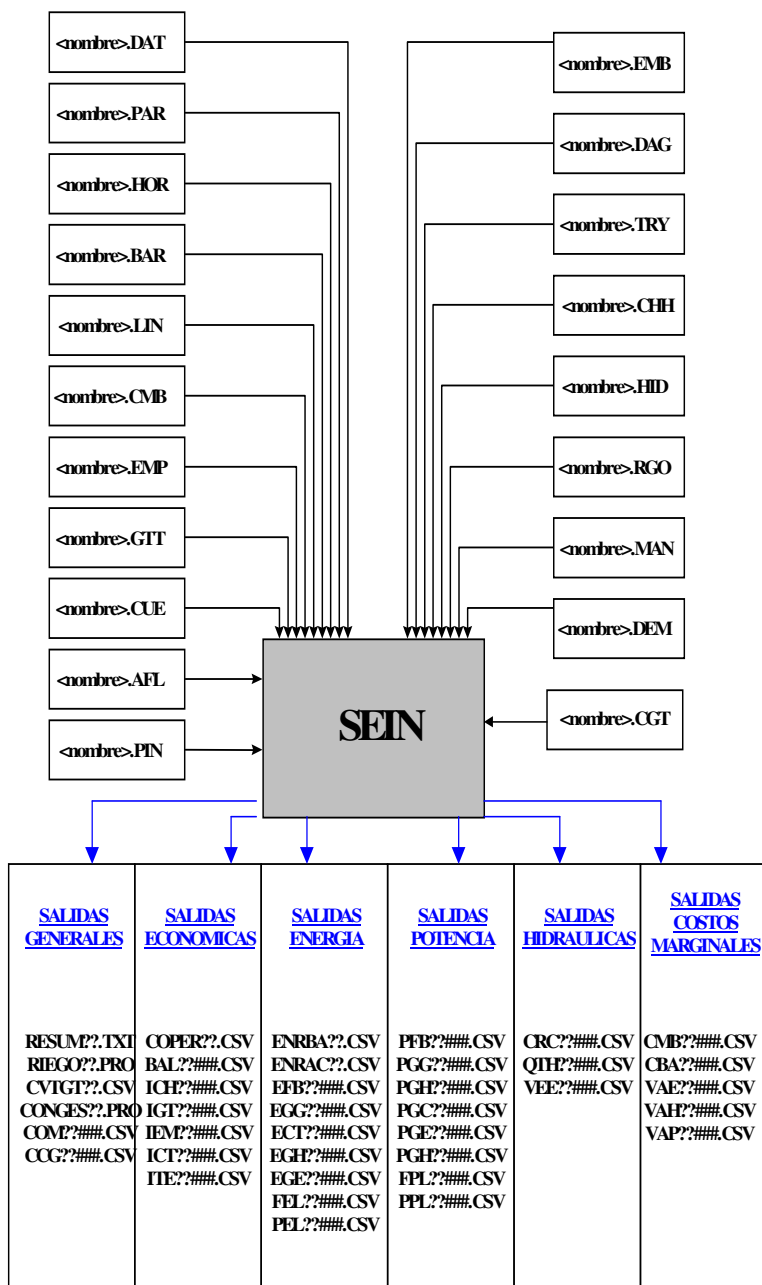 <nombre>.DAT
<nombre>.PAR
<nombre>.HOR
<nombre>.BAR
<nombre>.LIN
<nombre>.CMB
<nombre>.EMP
<nombre>.GTT
<nombre>.CUE
<nombre>.AFL
<nombre>.PIN
<nombre>.EMB
<nombre>.DAG
<nombre>.TRY
<nombre>.CHH
<nombre>.HID
<nombre>.RGO
<nombre>.MAN
<nombre>.DEM
<nombre>.CGT
SEIN
SALIDAS
GENERALES
RESUM??.TXT
RIEGO??.PRO
CVTGT??.CSV
CONGES??.PRO
COM??###.CSV
CCG??###.CSV
SALIDAS
ECONOMICAS
COPER??.CSV
BAL??###.CSV
ICH??###.CSV
IGT??###.CSV
IEM??###.CSV
ICT??###.CSV
ITE??###.CSV
SALIDAS
ENERGIA
ENRBA??.CSV
ENRAC??.CSV
EFB??###.CSV
EGG??###.CSV
ECT??###.CSV
EGH??###.CSV
EGE??###.CSV
FEL??###.CSV
PEL??###.CSV
SALIDAS
POTENCIA
PFB??###.CSV
PGG??###.CSV
PGH??###.CSV
PGC??###.CSV
PGE??###.CSV
PGH??###.CSV
FPL??###.CSV
PPL??###.CSV
SALIDAS
HIDRAULICAS
CRC??###.CSV
QTH??###.CSV
VEE??###.CSV
SALIDAS
COSTOS
MARGINALES
CMB??###.CSV
CBA??###.CSV
VAE??###.CSV
VAH??###.CSV
VAP??###.CSV